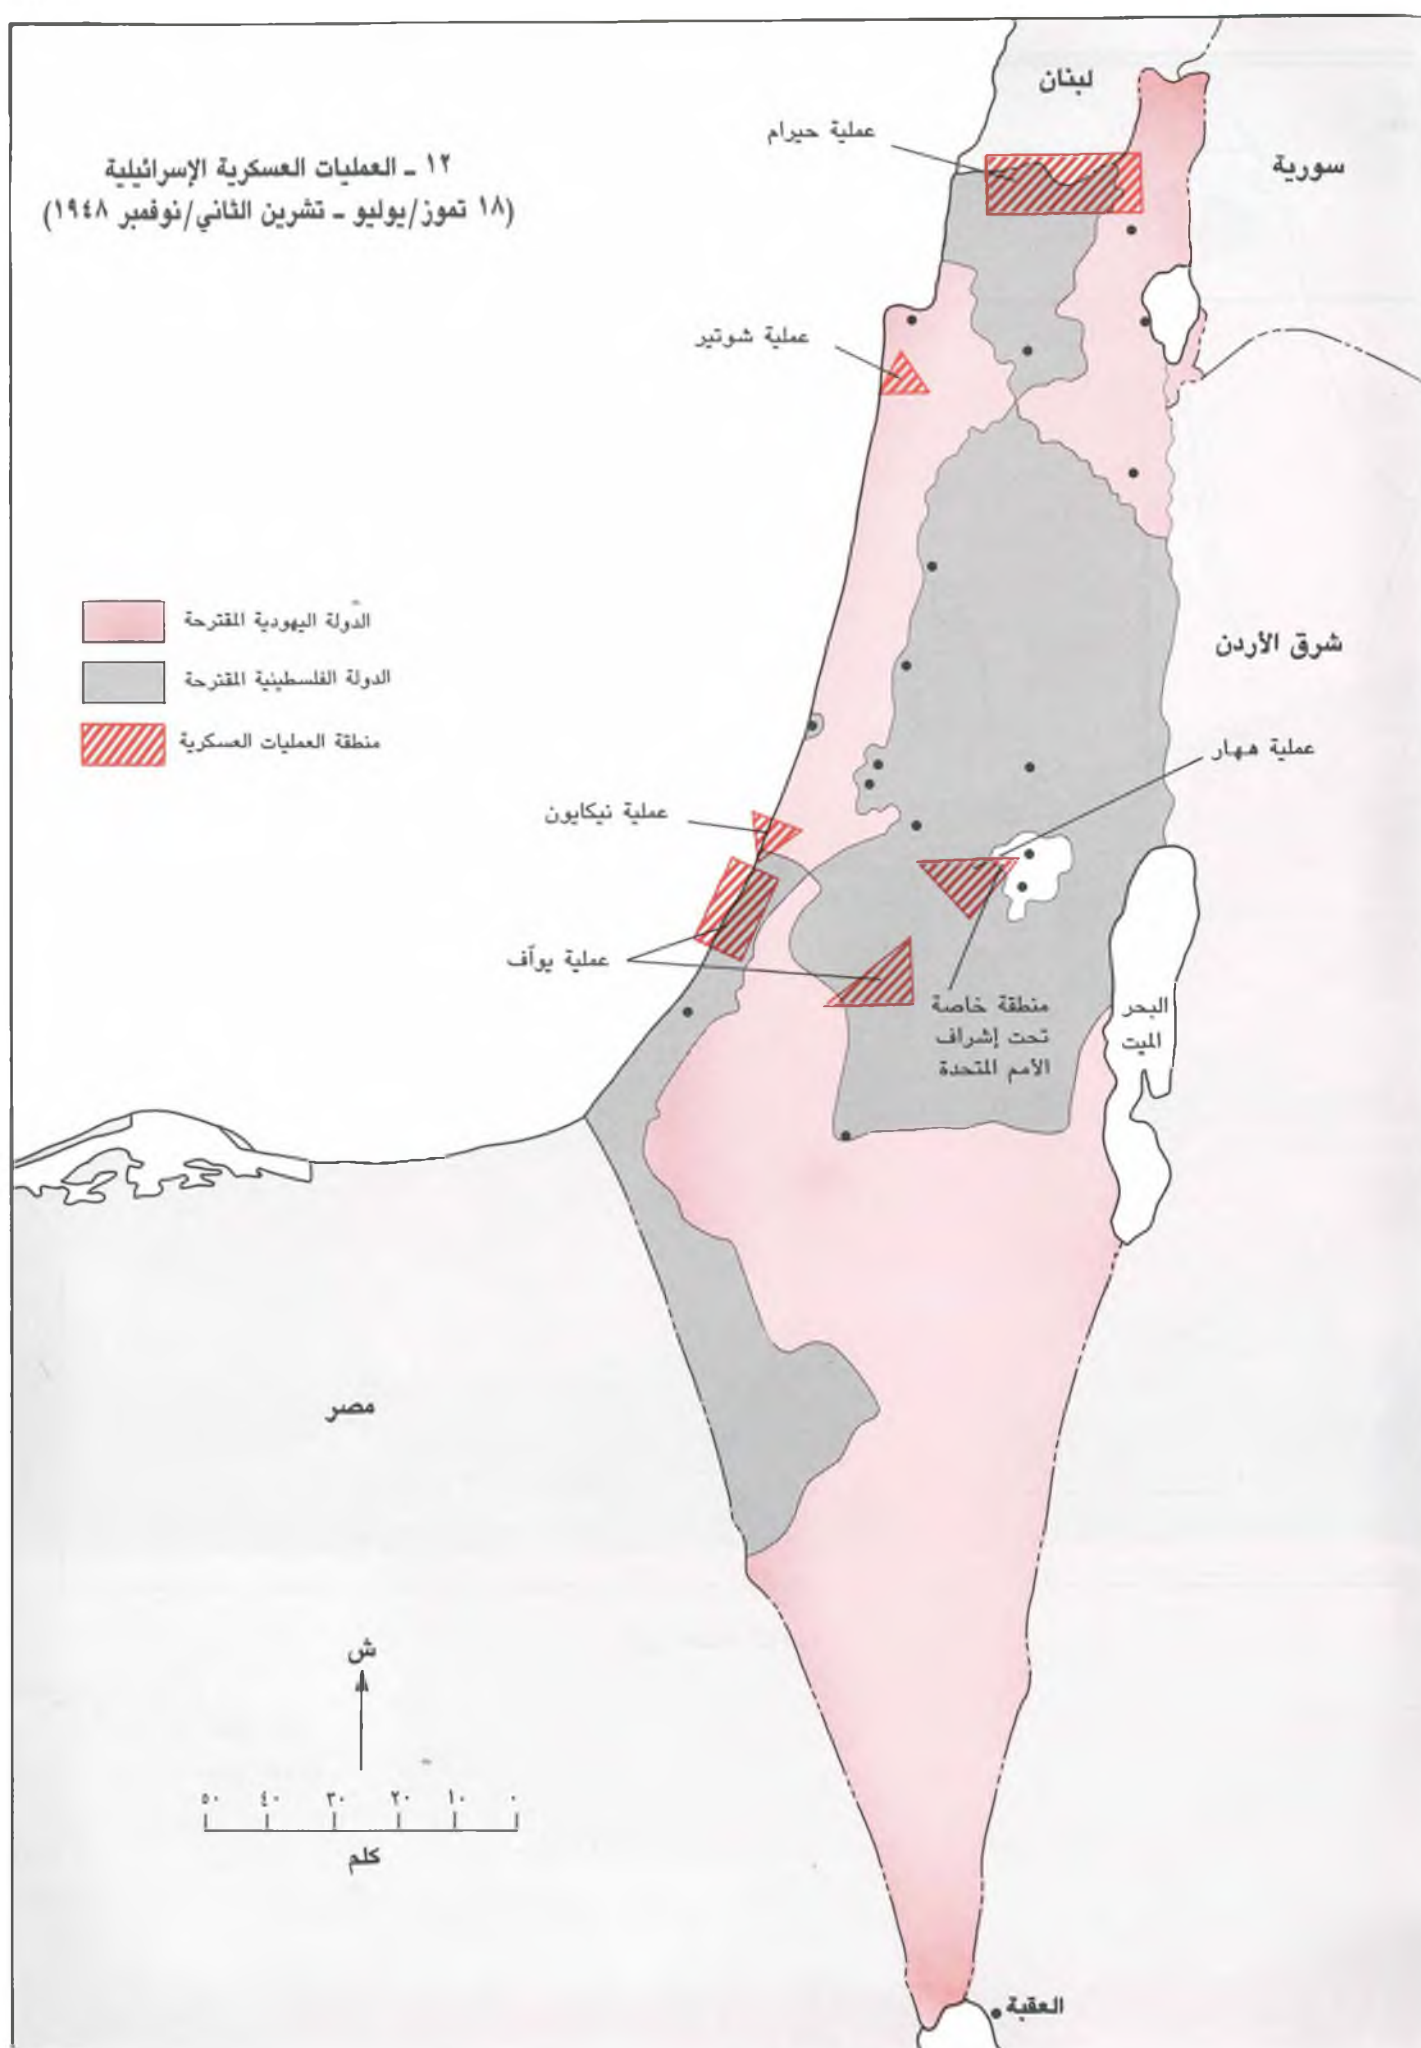 لبنان
عملية حيرام
سورية
١٢ ـ العمليات العسكرية الإسرائيلية
(١٨ تموز/يوليو ـ تشرين الثاني/نوفمبر ١٩٤٨)
عملية شوتير
الدولة اليهودية المقترحة
الدولة الفلسطينية المقترحة
منطقة العمليات العسكرية
شرق الأردن
عملية ههار
عملية نيكايون
عملية يوآف
منطقة خاصة
تحت إشراف
الأمم المتحدة
البحر
الميت
مصر
ش
٥٠ ٤٠ ٣٠ ٢٠ ١٠ ٠
كلم
العقبة